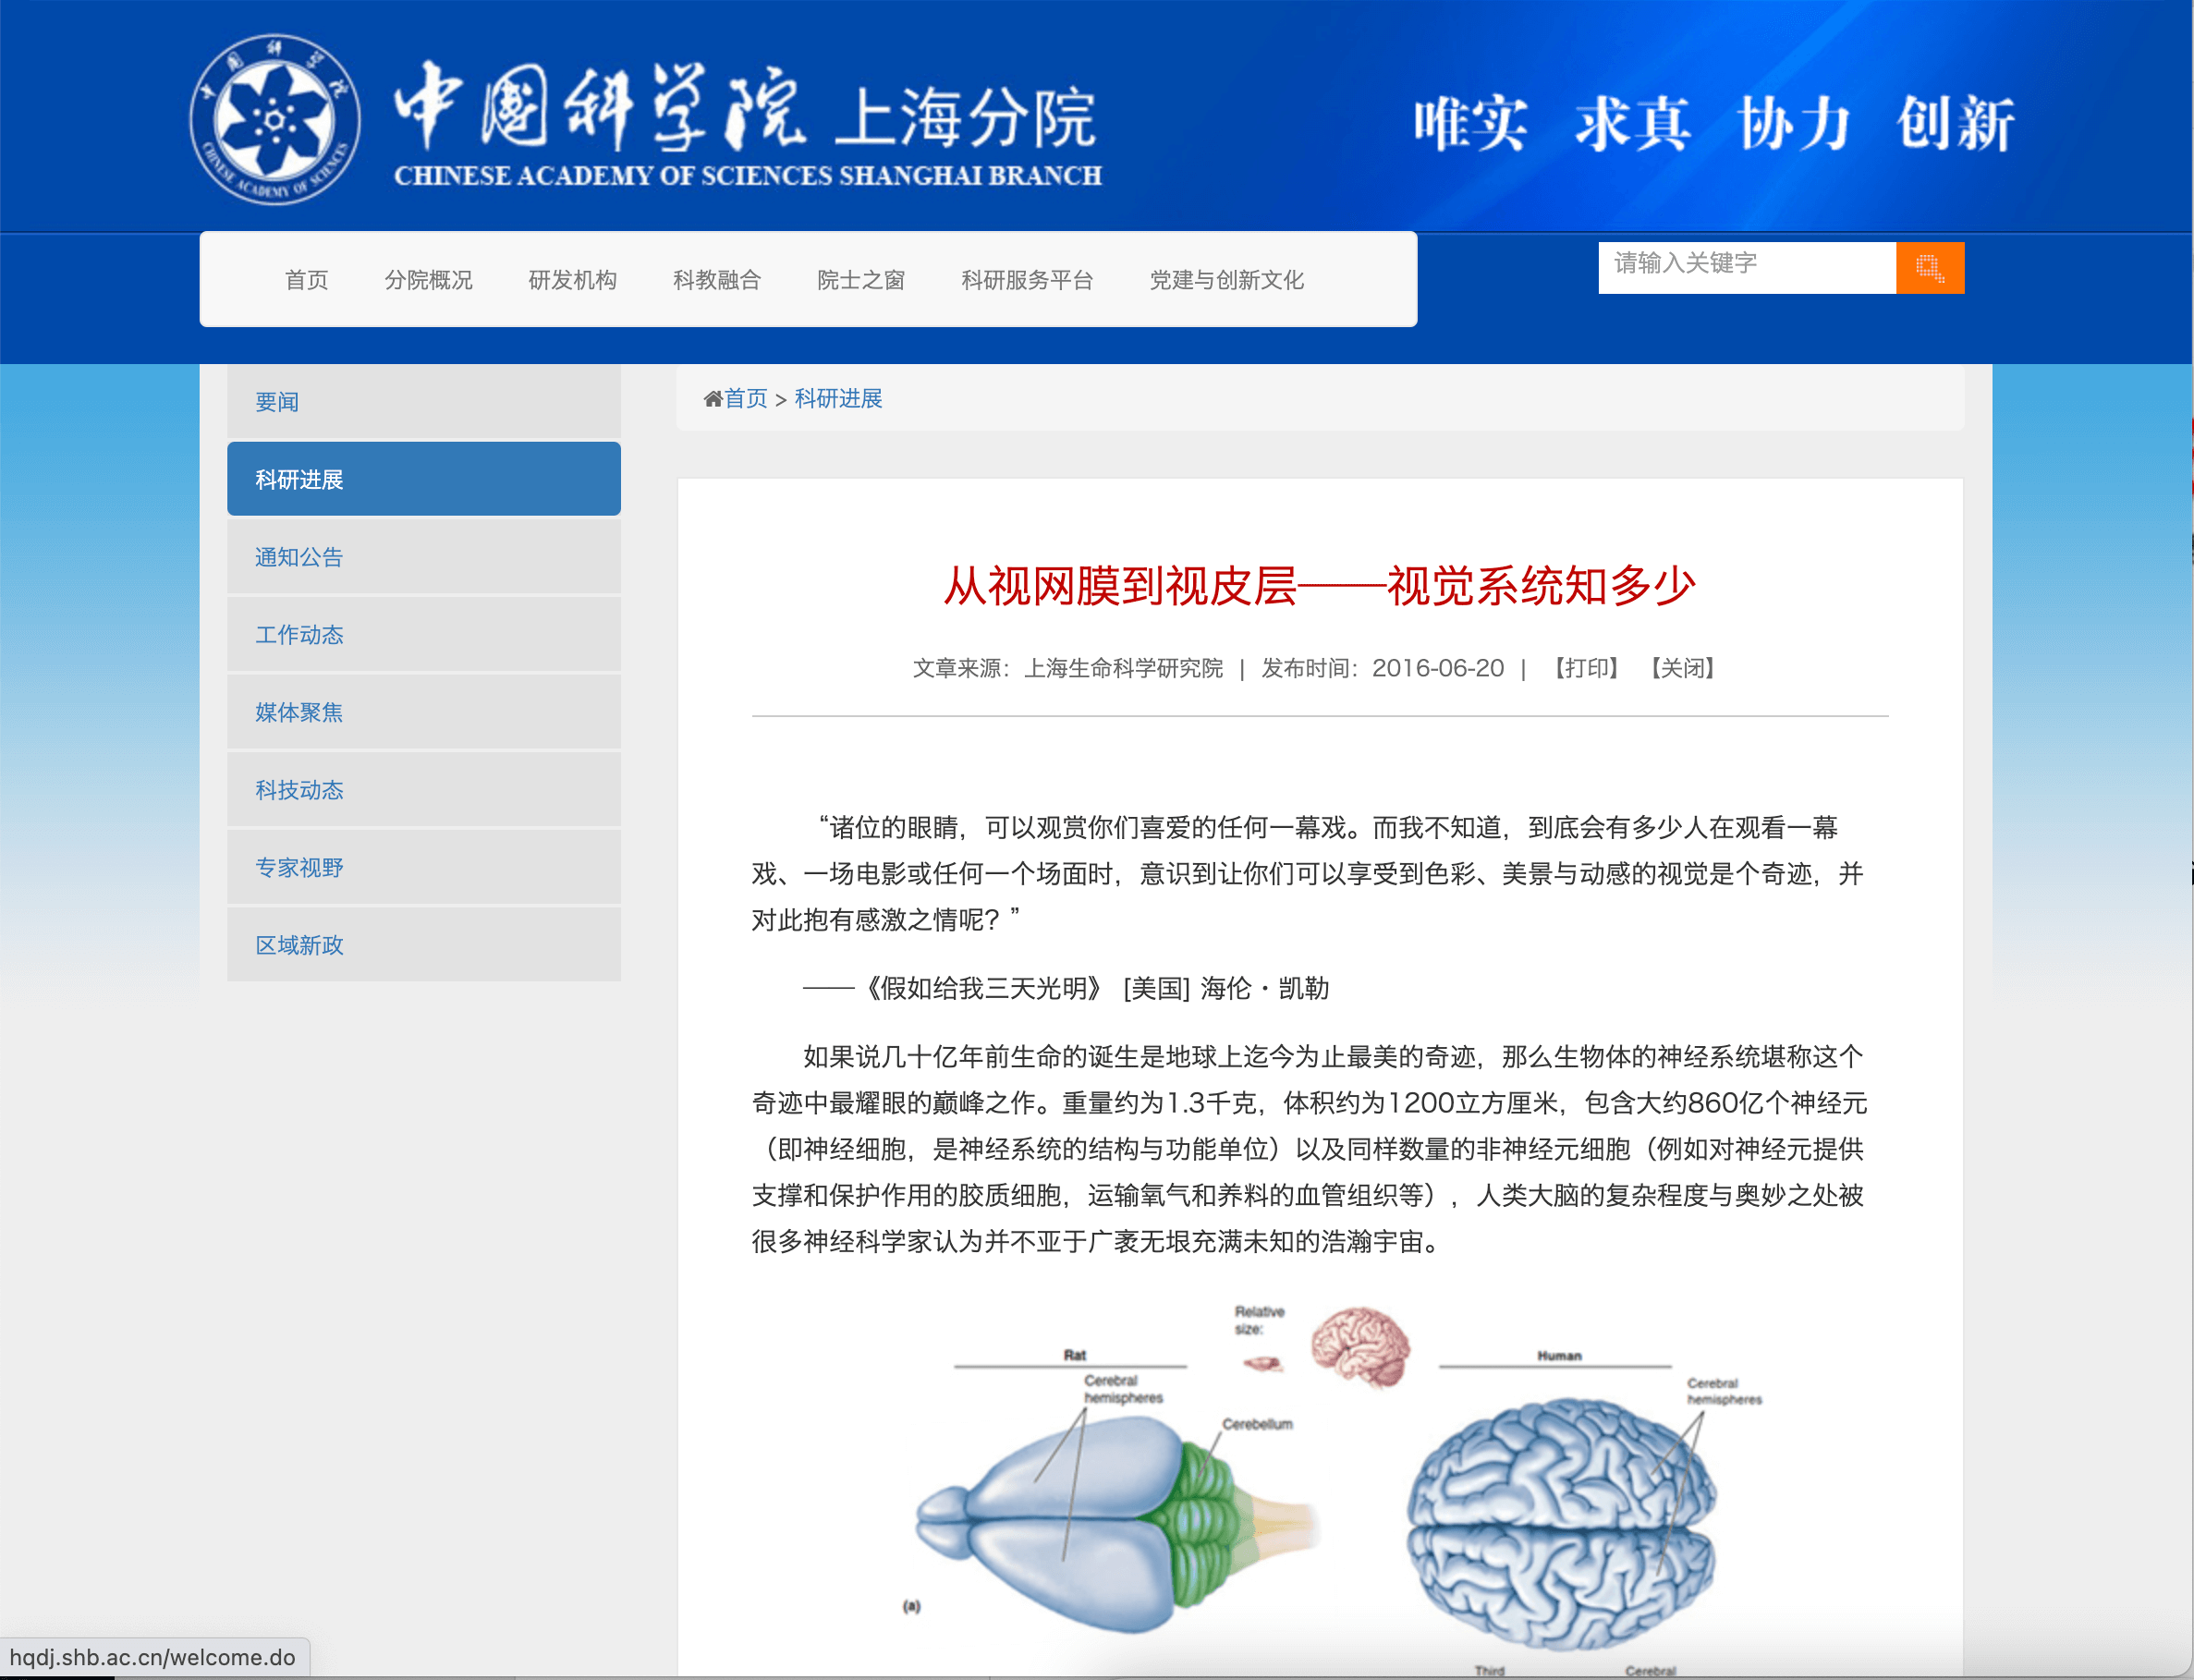 中国科学院
CHINESE ACADEMY OF SCIENCES
中國科学院 上海分院
CHINESE ACADEMY OF SCIENCES SHANGHAI BRANCH
唯实 求真 协力 创新
首页 分院概况 研发机构 科教融合 院士之窗 科研服务平台 党建与创新文化
请输入关键字
要闻
科研进展
通知公告
工作动态
媒体聚焦
科技动态
专家视野
区域新政
首页 > 科研进展
从视网膜到视皮层——视觉系统知多少
文章来源：上海生命科学研究院 | 发布时间：2016-06-20 | 【打印】 【关闭】
“诸位的眼睛，可以观赏你们喜爱的任何一幕戏。而我不知道，到底会有多少人在观看一幕
戏、一场电影或任何一个场面时，意识到让你们可以享受到色彩、美景与动感的视觉是个奇迹，并
对此抱有感激之情呢？”
——《假如给我三天光明》 [美国] 海伦·凯勒
如果说几十亿年前生命的诞生是地球上迄今为止最美的奇迹，那么生物体的神经系统堪称这个
奇迹中最耀眼的巅峰之作。重量约为1.3千克，体积约为1200立方厘米，包含大约860亿个神经元
（即神经细胞，是神经系统的结构与功能单位）以及同样数量的非神经元细胞（例如对神经元提供
支撑和保护作用的胶质细胞，运输氧气和养料的血管组织等），人类大脑的复杂程度与奥妙之处被
很多神经科学家认为并不亚于广袤无垠充满未知的浩瀚宇宙。
Relative
size:
Rat
Human
Cerebral
hemispheres
Cerebral
hemispheres
Cerebellum
(a)
Third
Cerebral
hqdj.shb.ac.cn/welcome.do